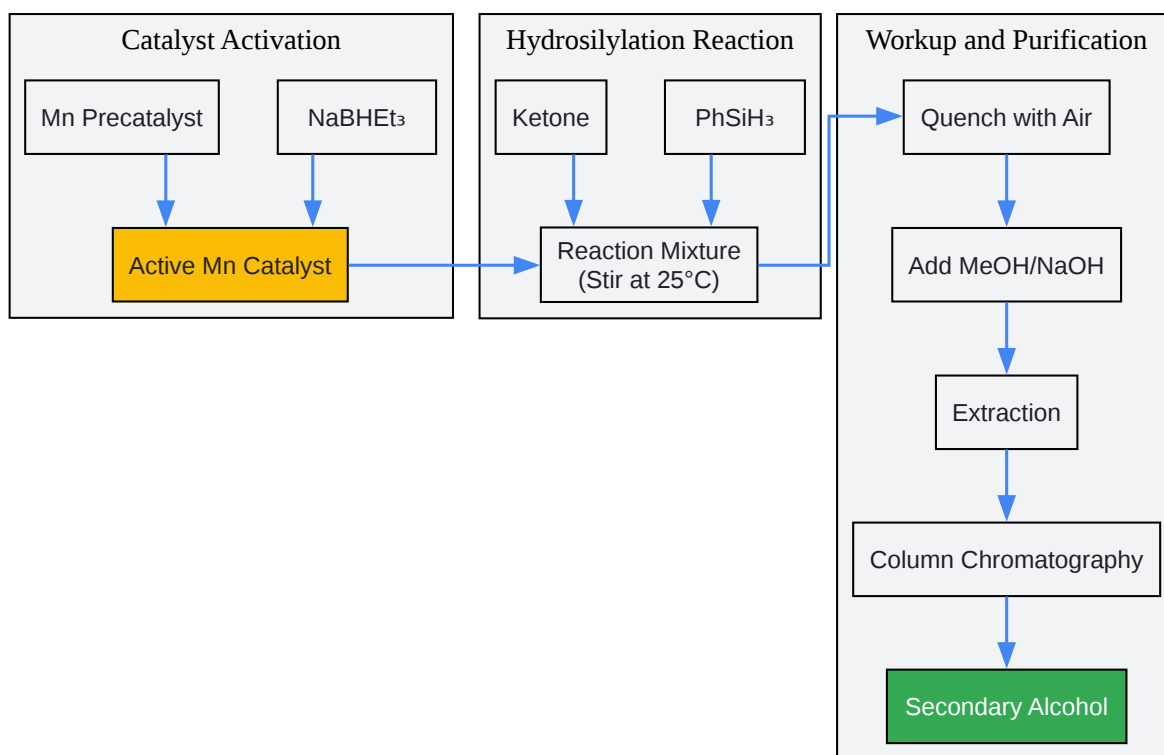 Catalyst Activation
Mn Precatalyst
NaBHEt₃
Active Mn Catalyst
Hydrosilylation Reaction
Ketone
PhSiH₃
Reaction Mixture
(Stir at 25°C)
Workup and Purification
Quench with Air
Add MeOH/NaOH
Extraction
Column Chromatography
Secondary Alcohol